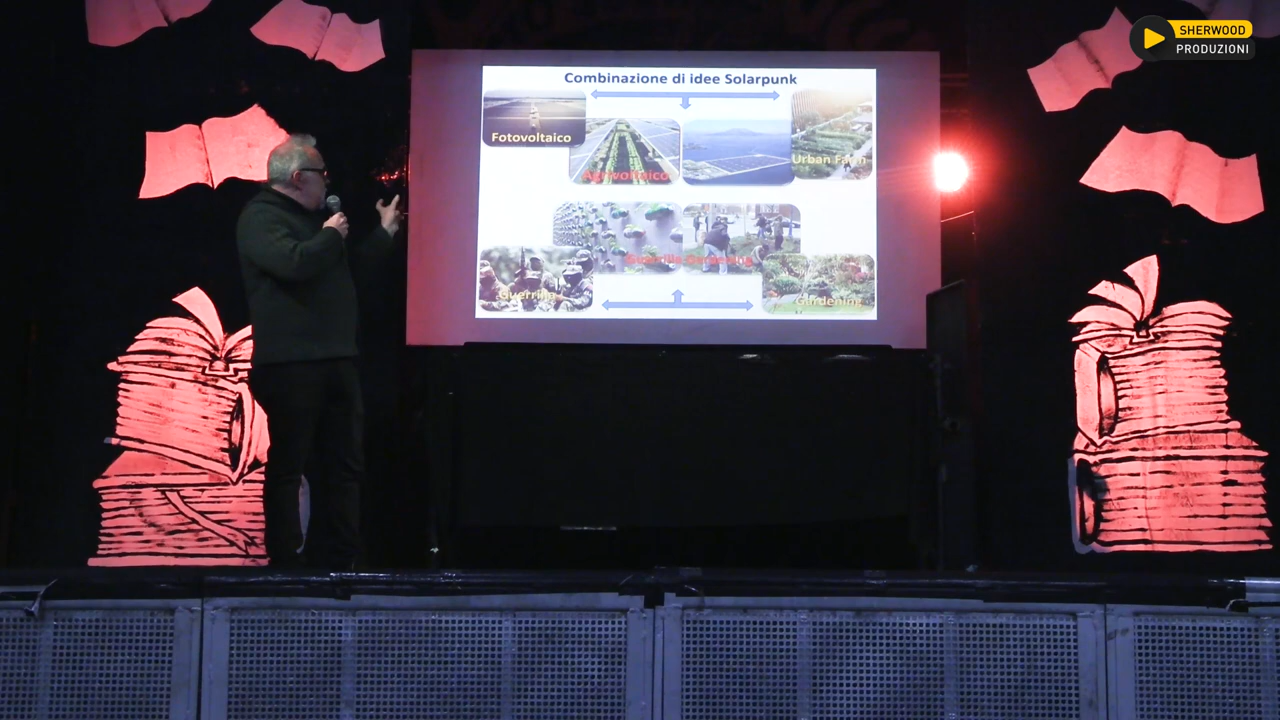 SHERWOOD
PRODUZIONI
Combinazione di idee Solarpunk
Fotovoltaico
Agrivoltaico
Urban Farm
Guerrilla Gardening
Guerrilla
Gardening